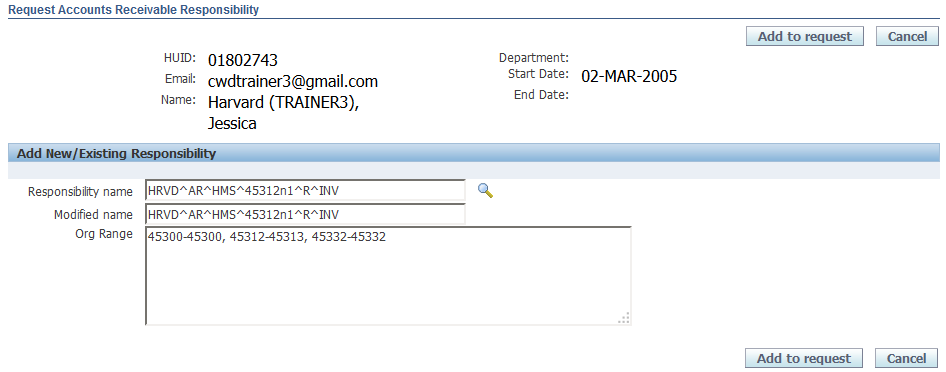 Request Accounts Receivable Responsibility
Add to request Cancel
HUID: 01802743 Department:
Email: cwdtrainer3@gmail.com Start Date: 02-MAR-2005
Name: Harvard (TRAINER3), End Date:
Jessica
Add New/Existing Responsibility
Responsibility name HRVD^AR^HMS^45312n1^R^INV
Modified name HRVD^AR^HMS^45312n1^R^INV
Org Range 45300-45300, 45312-45313, 45332-45332
Add to request Cancel